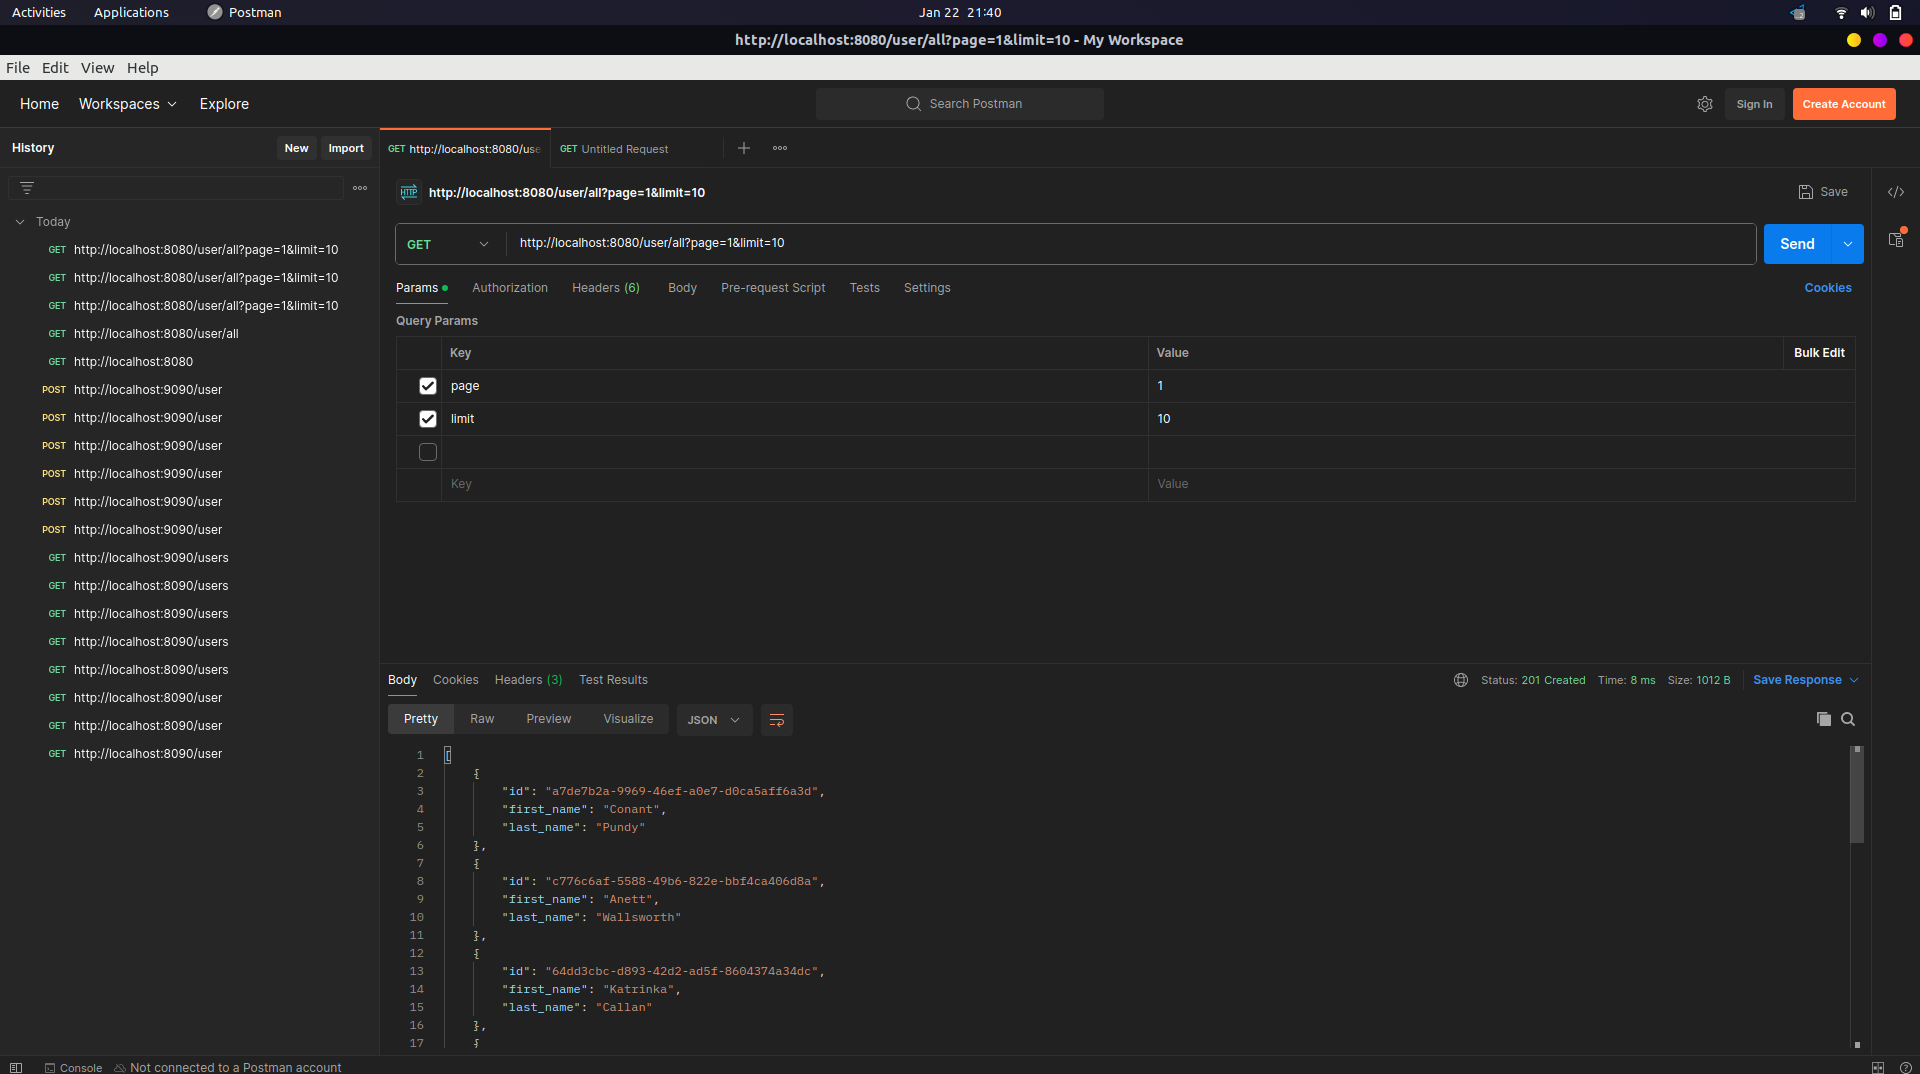 Activities Applications Postman Jan 22 21:40
http://localhost:8080/user/all?page=1&limit=10 - My Workspace
File Edit View Help
Home Workspaces Explore Search Postman Sign In Create Account
History New Import
GET http://localhost:8080/use GET Untitled Request
HTTP http://localhost:8080/user/all?page=1&limit=10 Save
Today
GET http://localhost:8080/user/all?page=1&limit=10
GET http://localhost:8080/user/all?page=1&limit=10
GET http://localhost:8080/user/all?page=1&limit=10
GET http://localhost:8080/user/all
GET http://localhost:8080
POST http://localhost:9090/user
POST http://localhost:9090/user
POST http://localhost:9090/user
POST http://localhost:9090/user
POST http://localhost:9090/user
POST http://localhost:9090/user
GET http://localhost:9090/users
GET http://localhost:8090/users
GET http://localhost:8090/users
GET http://localhost:8090/users
GET http://localhost:8090/users
GET http://localhost:8090/user
GET http://localhost:8090/user
GET http://localhost:8090/user
GET http://localhost:8080/user/all?page=1&limit=10 Send
Params Authorization Headers (6) Body Pre-request Script Tests Settings Cookies
Query Params
Key Value Bulk Edit
page 1
limit 10
Key Value
Body Cookies Headers (3) Test Results Status: 201 Created Time: 8 ms Size: 1012 B Save Response
Pretty Raw Preview Visualize JSON
1 [
2 {
3 "id": "a7de7b2a-9969-46ef-a0e7-d0ca5aff6a3d",
4 "first_name": "Conant",
5 "last_name": "Pundy"
6 },
7 {
8 "id": "c776c6af-5588-49b6-822e-bbf4ca406d8a",
9 "first_name": "Anett",
10 "last_name": "Wallsworth"
11 },
12 {
13 "id": "64dd3cbc-d893-42d2-ad5f-8604374a34dc",
14 "first_name": "Katrinka",
15 "last_name": "Callan"
16 },
17 {
Console Not connected to a Postman account